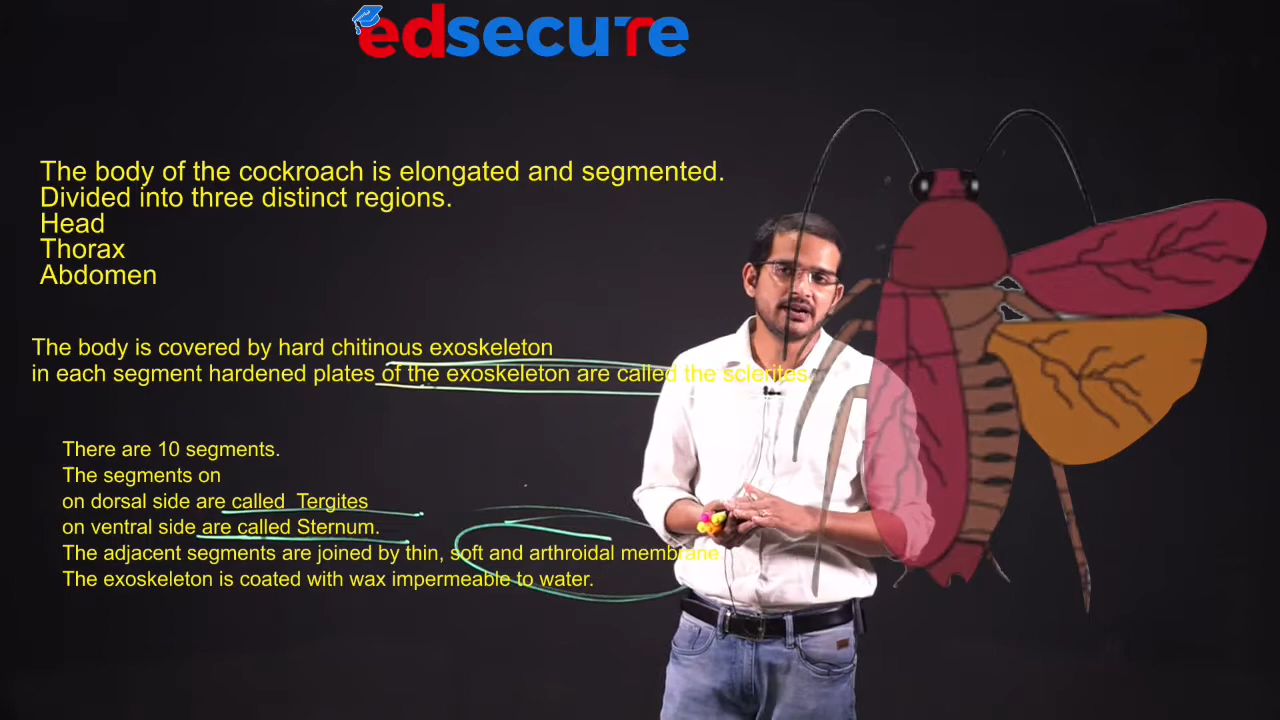 edsecure
The body of the cockroach is elongated and segmented.
Divided into three distinct regions.
Head
Thorax
Abdomen
The body is covered by hard chitinous exoskeleton
in each segment hardened plates of the exoskeleton are called the sclerites
There are 10 segments.
The segments on
on dorsal side are called Tergites
on ventral side are called Sternum.
The adjacent segments are joined by thin, soft and arthroidal membrane
The exoskeleton is coated with wax impermeable to water.